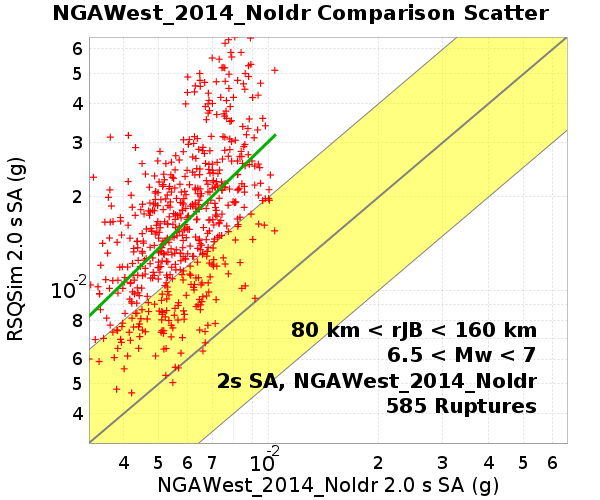 NGAWest_2014_NoIdr Comparison Scatter
6
5
4
3
2
10-2
8
7
6
5
4
RSQSim 2.0 s SA (g)
80 km < rJB < 160 km
6.5 < Mw < 7
2s SA, NGAWest_2014_NoIdr
585 Ruptures
4 5 6 7 10-2 2 3 4 5 6
NGAWest_2014_NoIdr 2.0 s SA (g)